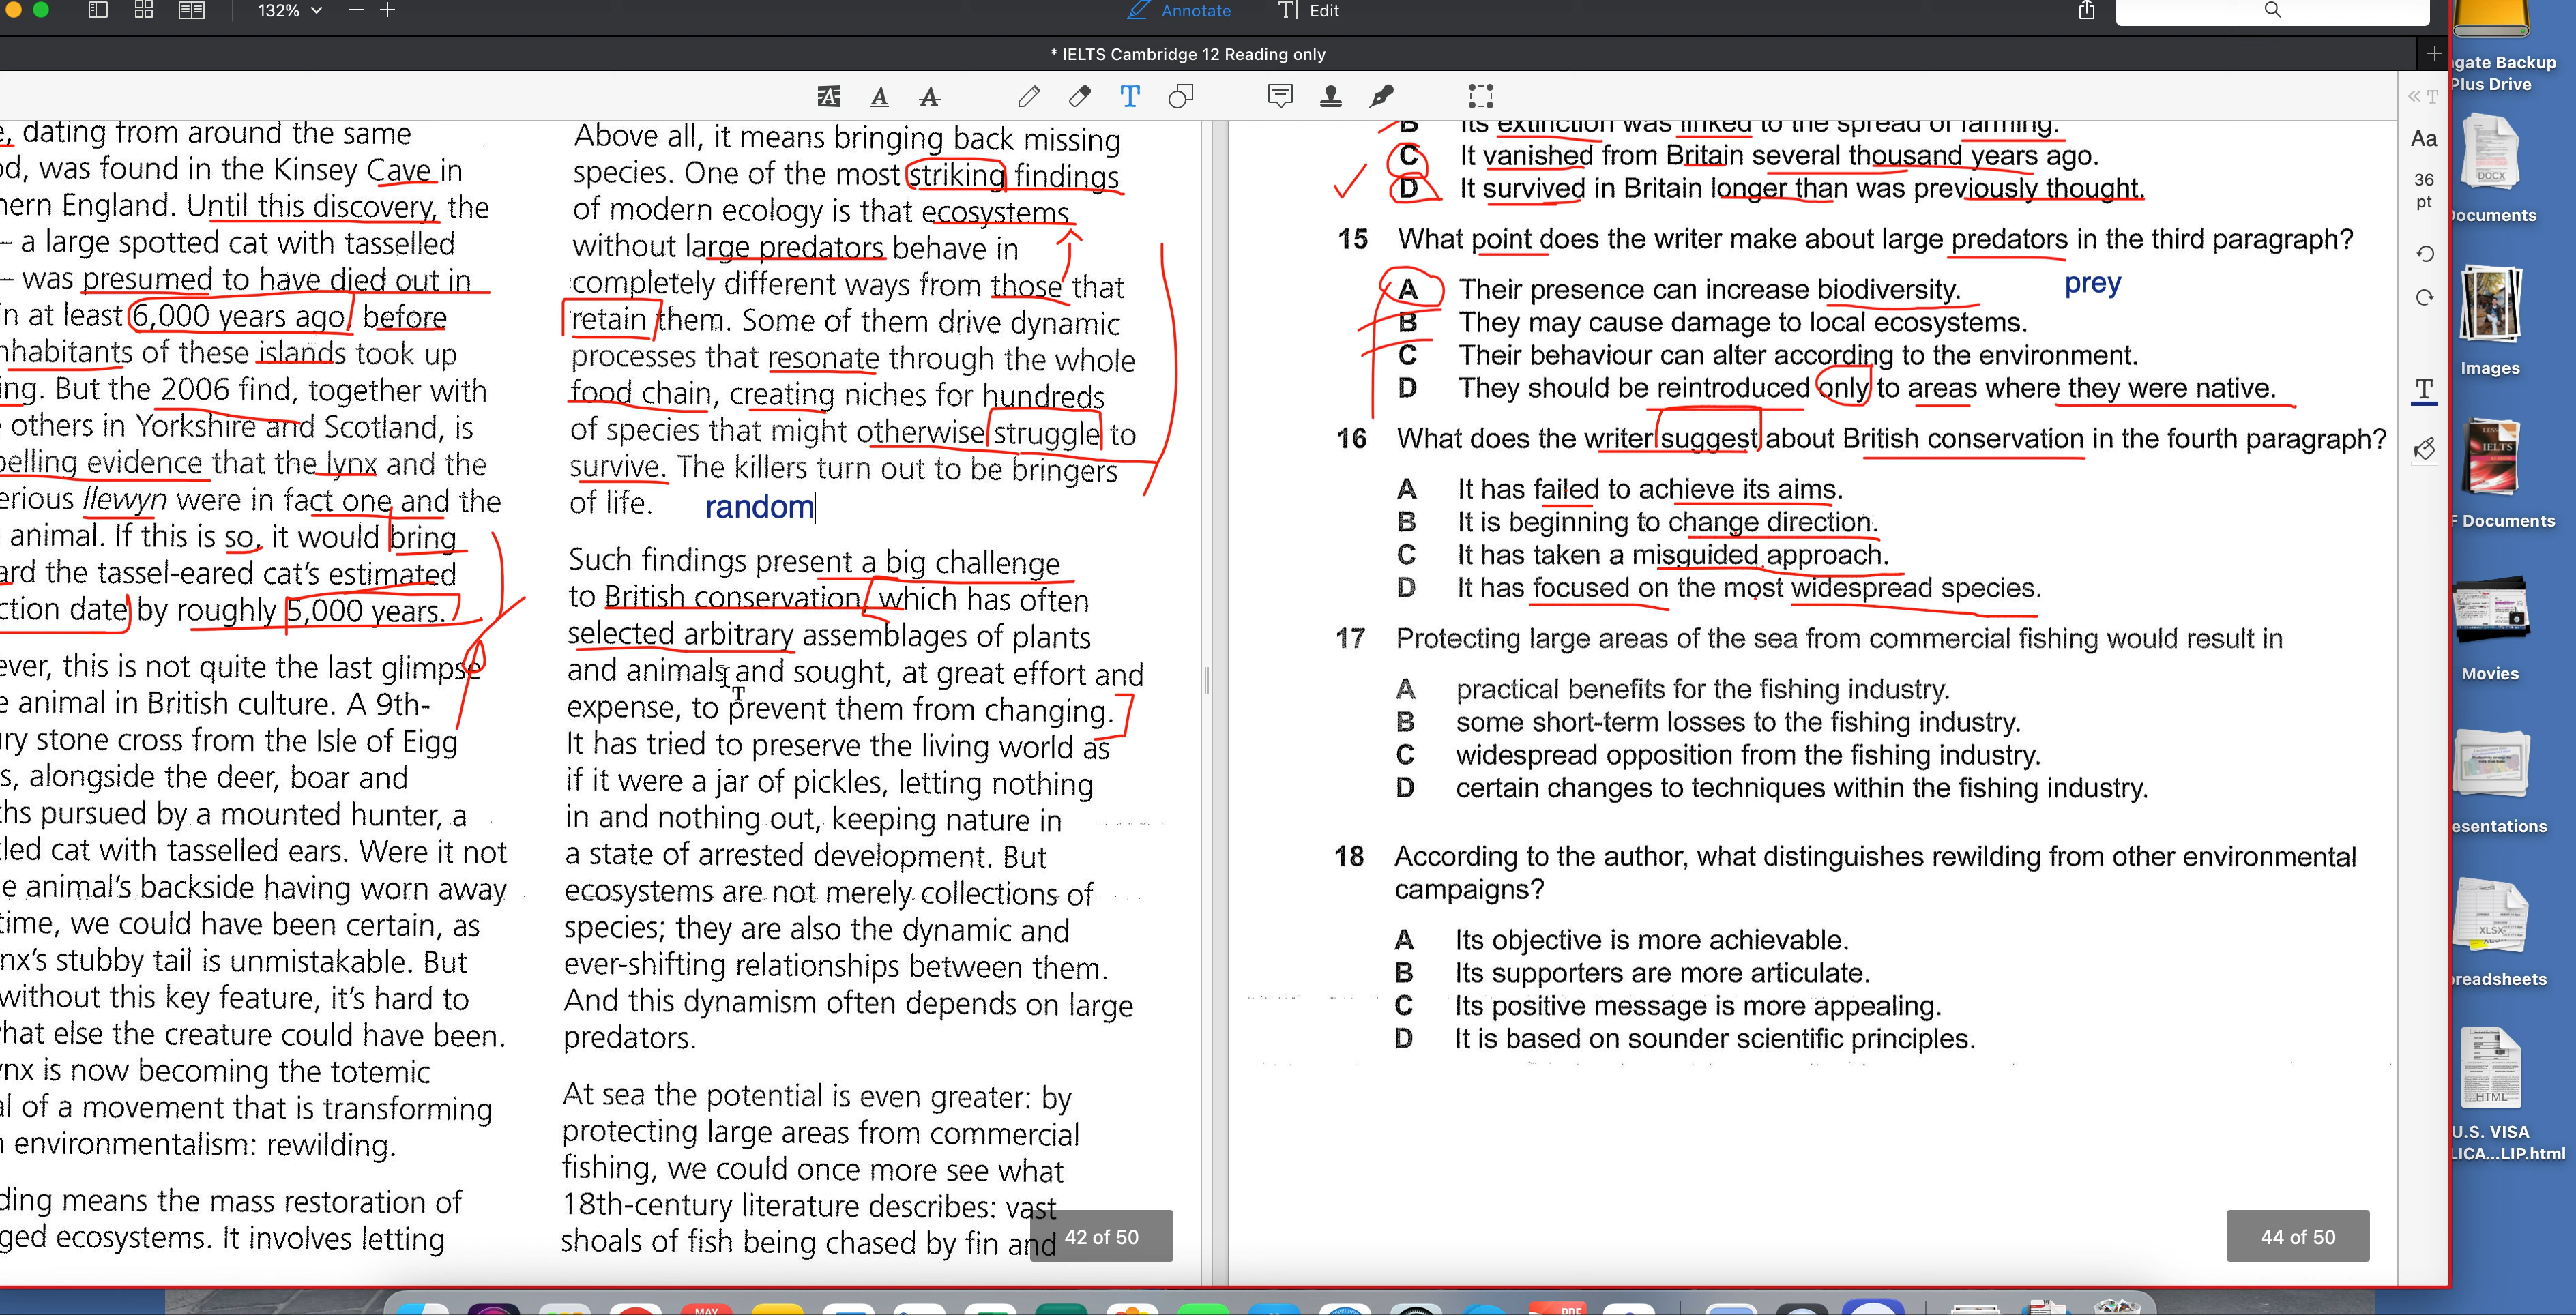 132%
Annotate
Edit
* IELTS Cambridge 12 Reading only
e, dating from around the same
was found in the Kinsey Cave in
England. Until this discovery, the
– a large spotted cat with tasselled
– was presumed to have died out in
at least 6,000 years ago, before
of these islands took up
But the 2006 find, together with
others in Yorkshire and Scotland, is
evidence that the lynx and the
llewyn were in fact one and the
animal. If this is so, it would bring
the tassel-eared cat's estimated
date by roughly 5,000 years.
this is not quite the last glimpse
animal in British culture. A 9th-
stone cross from the Isle of Eigg
alongside the deer, boar and
pursued by a mounted hunter, a
cat with tasselled ears. Were it not
animal's backside having worn away
time, we could have been certain, as
stubby tail is unmistakable. But
without this key feature, it's hard to
what else the creature could have been.
is now becoming the totemic
of a movement that is transforming
environmentalism: rewilding.
means the mass restoration of
ecosystems. It involves letting
Above all, it means bringing back missing
species. One of the most striking findings
of modern ecology is that ecosystems
without large predators behave in
completely different ways from those that
retain them. Some of them drive dynamic
processes that resonate through the whole
food chain, creating niches for hundreds
of species that might otherwise struggle to
survive. The killers turn out to be bringers
of life.
random
Such findings present a big challenge
to British conservation, which has often
selected arbitrary assemblages of plants
and animals and sought, at great effort and
expense, to prevent them from changing.
It has tried to preserve the living world as
if it were a jar of pickles, letting nothing
in and nothing out, keeping nature in
a state of arrested development. But
ecosystems are not merely collections of
species; they are also the dynamic and
ever-shifting relationships between them.
And this dynamism often depends on large
predators.
At sea the potential is even greater: by
protecting large areas from commercial
fishing, we could once more see what
18th-century literature describes: vast
shoals of fish being chased by fin and
42 of 50
B Its extinction was linked to the spread of farming.
C It vanished from Britain several thousand years ago.
D It survived in Britain longer than was previously thought.
15 What point does the writer make about large predators in the third paragraph?
A Their presence can increase biodiversity.
prey
B They may cause damage to local ecosystems.
C Their behaviour can alter according to the environment.
D They should be reintroduced only to areas where they were native.
16 What does the writer suggest about British conservation in the fourth paragraph?
A It has failed to achieve its aims.
B It is beginning to change direction.
C It has taken a misguided approach.
D It has focused on the most widespread species.
17 Protecting large areas of the sea from commercial fishing would result in
A practical benefits for the fishing industry.
B some short-term losses to the fishing industry.
C widespread opposition from the fishing industry.
D certain changes to techniques within the fishing industry.
18 According to the author, what distinguishes rewilding from other environmental
campaigns?
A Its objective is more achievable.
B Its supporters are more articulate.
C Its positive message is more appealing.
D It is based on sounder scientific principles.
44 of 50
Aa
36
pt
gate Backup
Plus Drive
DOCX
ocuments
Images
IELTS
F Documents
Movies
esentations
XLSX
readsheets
HTML
U.S. VISA
LICA...LIP.html
MAY
PDF